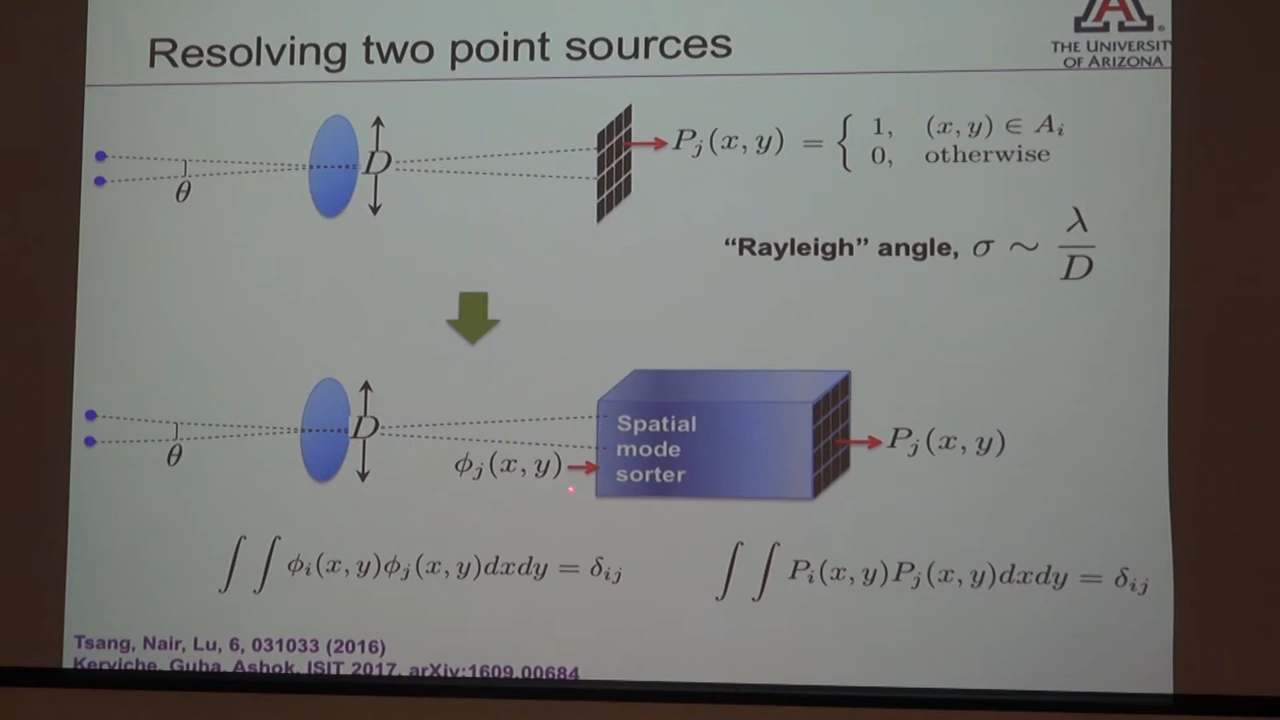 Resolving two point sources
A
THE UNIVERSIT
OF ARIZONA
θ
D
P_j(x, y) = { 1, (x, y) ∈ A_i
0, otherwise
"Rayleigh" angle, σ ~ λ/D
θ
D
φ_j(x, y)
Spatial
mode
sorter
P_j(x, y)
∫∫ φ_i(x, y)φ_j(x, y)dxdy = δ_ij
∫∫ P_i(x, y)P_j(x, y)dxdy = δ_ij
Tsang, Nair, Lu, 6, 031033 (2016)
Kerviche, Guha, Ashok, ISIT 2017, arXiv:1609.00684